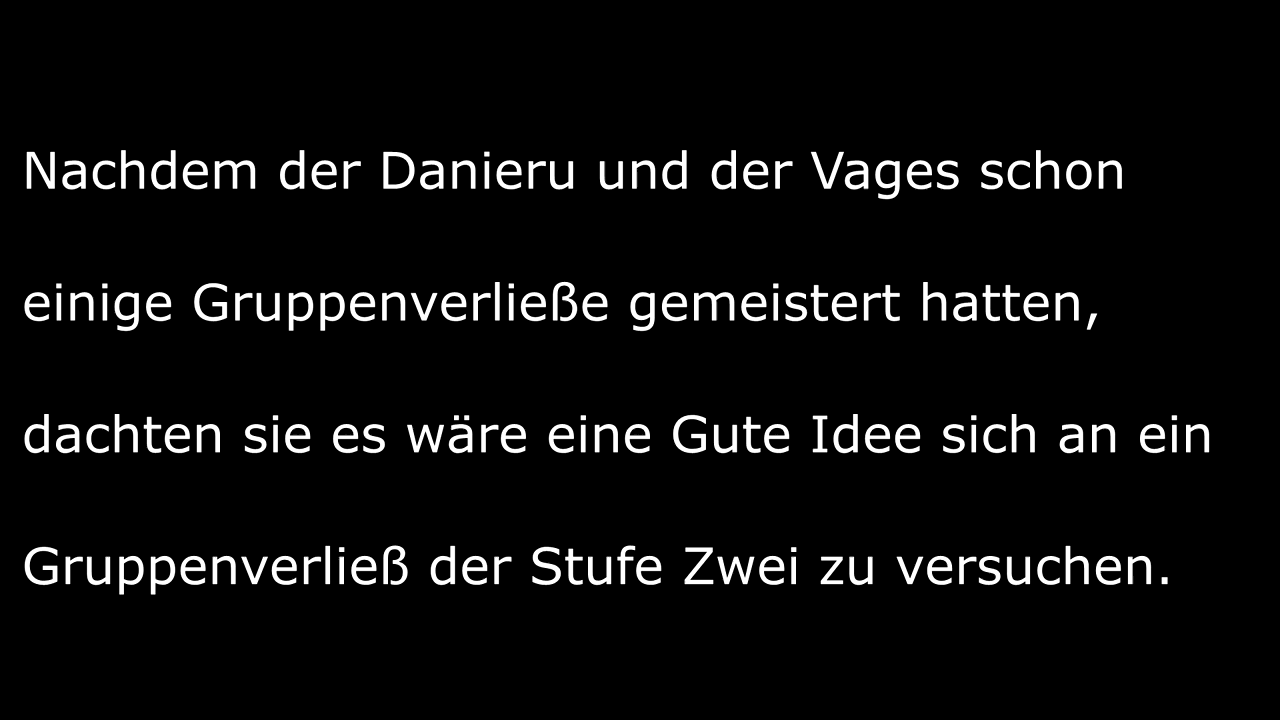 Nachdem der Danieru und der Vages schon
einige Gruppenverließe gemeistert hatten,
dachten sie es wäre eine Gute Idee sich an ein
Gruppenverließ der Stufe Zwei zu versuchen.